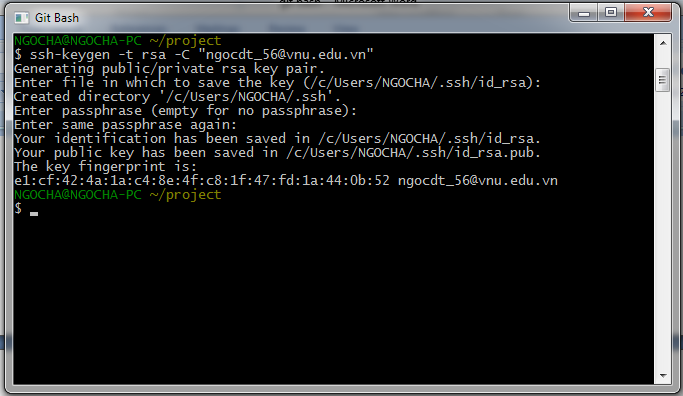 git bash - Microsoft Word
Git Bash
NGOCHA@NGOCHA-PC ~/project
$ ssh-keygen -t rsa -C "ngocdt_56@vnu.edu.vn"
Generating public/private rsa key pair.
Enter file in which to save the key (/c/Users/NGOCHA/.ssh/id_rsa):
Created directory '/c/Users/NGOCHA/.ssh'.
Enter passphrase (empty for no passphrase):
Enter same passphrase again:
Your identification has been saved in /c/Users/NGOCHA/.ssh/id_rsa.
Your public key has been saved in /c/Users/NGOCHA/.ssh/id_rsa.pub.
The key fingerprint is:
e1:cf:42:4a:1a:c4:8e:4f:c8:1f:47:fd:1a:44:0b:52 ngocdt_56@vnu.edu.vn
NGOCHA@NGOCHA-PC ~/project
$